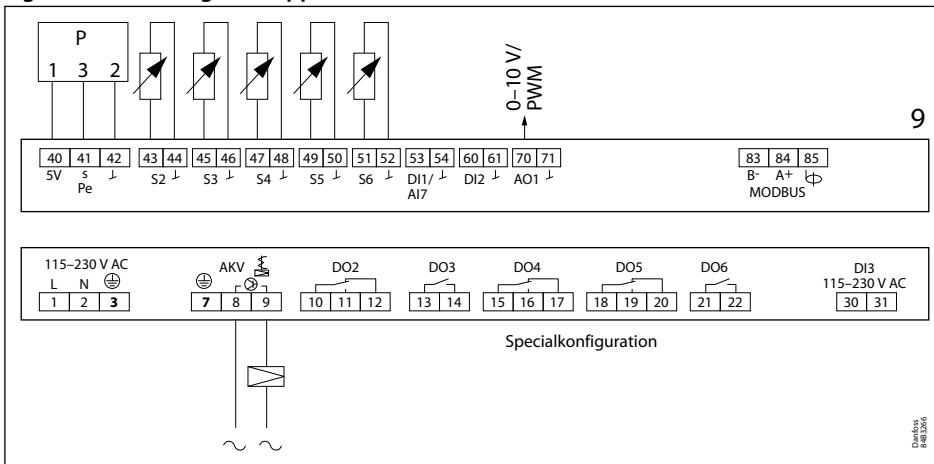 P
1 3 2
0–10 V/
PWM
9
40 41 42 43 44 45 46 47 48 49 50 51 52 53 54 60 61 70 71 83 84 85
5V s S2 S3 S4 S5 S6 DI1/ DI2 AO1 B- A+
Pe AI7 MODBUS
115–230 V AC AKV DO2 DO3 DO4 DO5 DO6 DI3
L N 115–230 V AC
1 2 3 7 8 9 10 11 12 13 14 15 16 17 18 19 20 21 22 30 31
Specialkonfiguration
Danfoss
84B3266